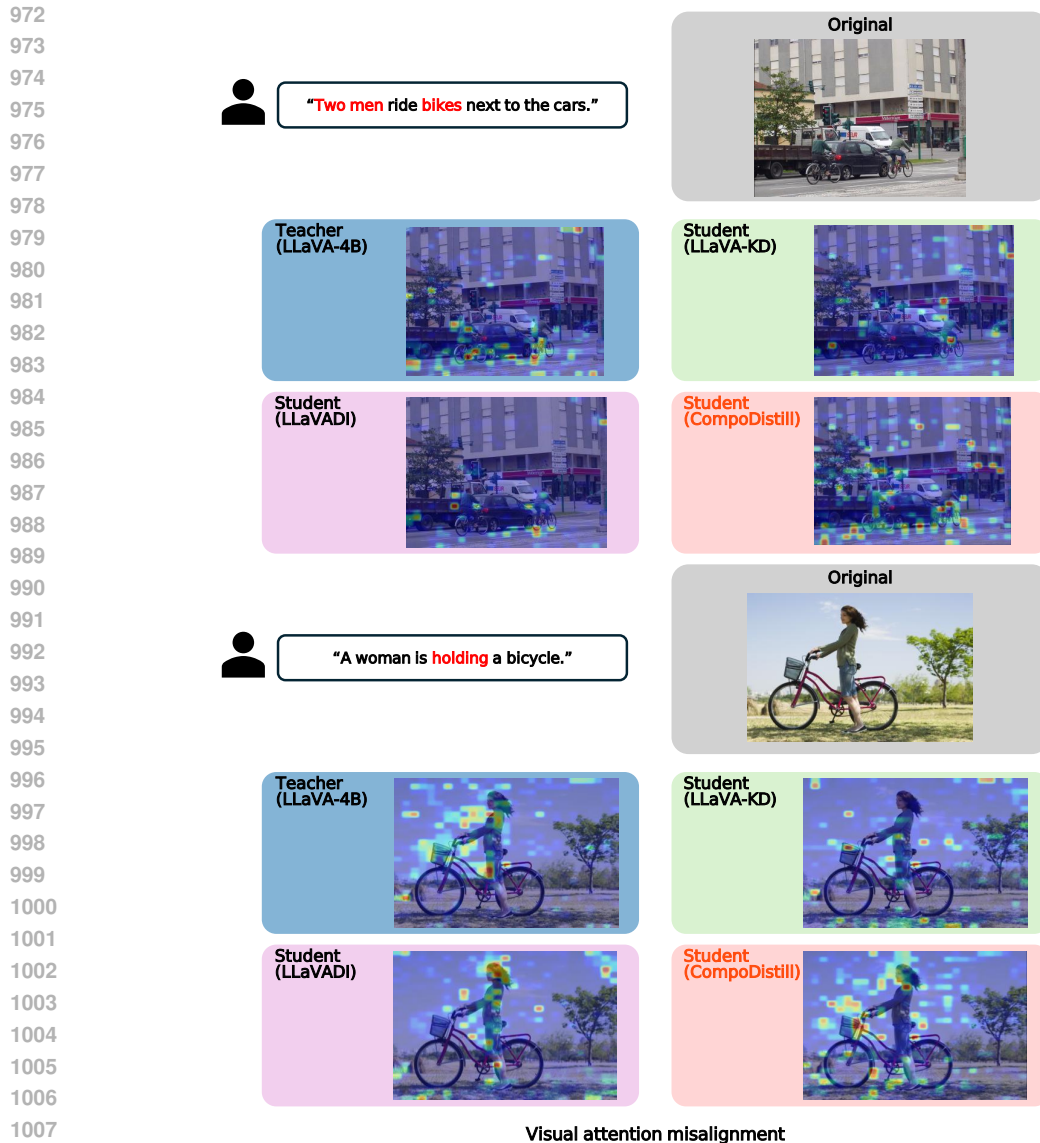 972
973
974
975
976
977
978
979
980
981
982
983
984
985
986
987
988
989
990
991
992
993
994
995
996
997
998
999
1000
1001
1002
1003
1004
1005
1006
1007
Original
“Two men ride bikes next to the cars.”
Teacher
(LLaVA-4B)
Student
(LLaVA-KD)
Student
(LLaVADI)
Student
(CompoDistill)
Original
“A woman is holding a bicycle.”
Teacher
(LLaVA-4B)
Student
(LLaVA-KD)
Student
(LLaVADI)
Student
(CompoDistill)
Visual attention misalignment